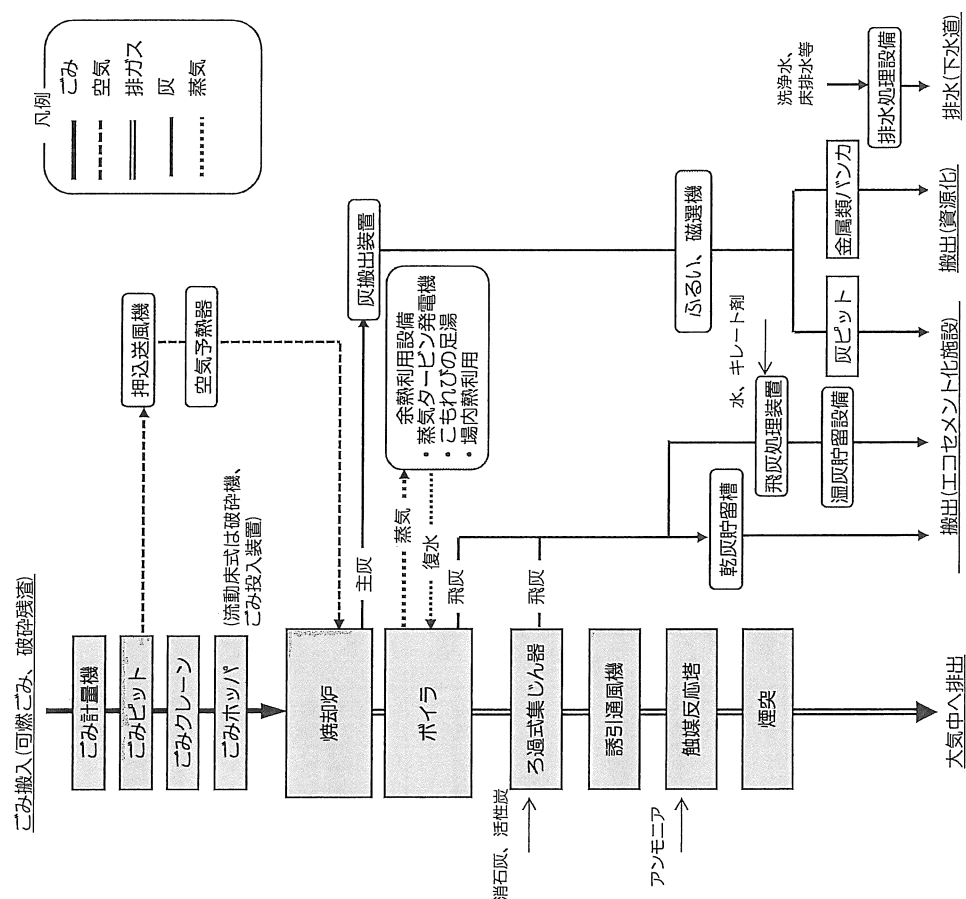 凡例
ごみ
空気
排ガス
灰
蒸気
ごみ搬入(可燃ごみ、破砕残渣)
ごみ計量機
ごみピット
ごみクレーン
ごみホッパ
(流動床式は破砕機、
ごみ投入装置)
押込送風機
空気予熱器
焼却炉
主灰
灰搬出装置
ボイラ
蒸気
復水
余熱利用設備
・蒸気タービン発電機
・こもれびの足湯
・場内熱利用
飛灰
消石灰、活性炭
ろ過式集じん器
飛灰
誘引通風機
アンモニア
触媒反応塔
煙突
大気中へ排出
乾灰貯留槽
水、キレート剤
飛灰処理装置
湿灰貯留設備
ふるい、磁選機
灰ピット
金属類バンカ
搬出(エコセメント化施設)
搬出(資源化)
洗浄水、
床排水等
排水処理設備
排水(下水道)